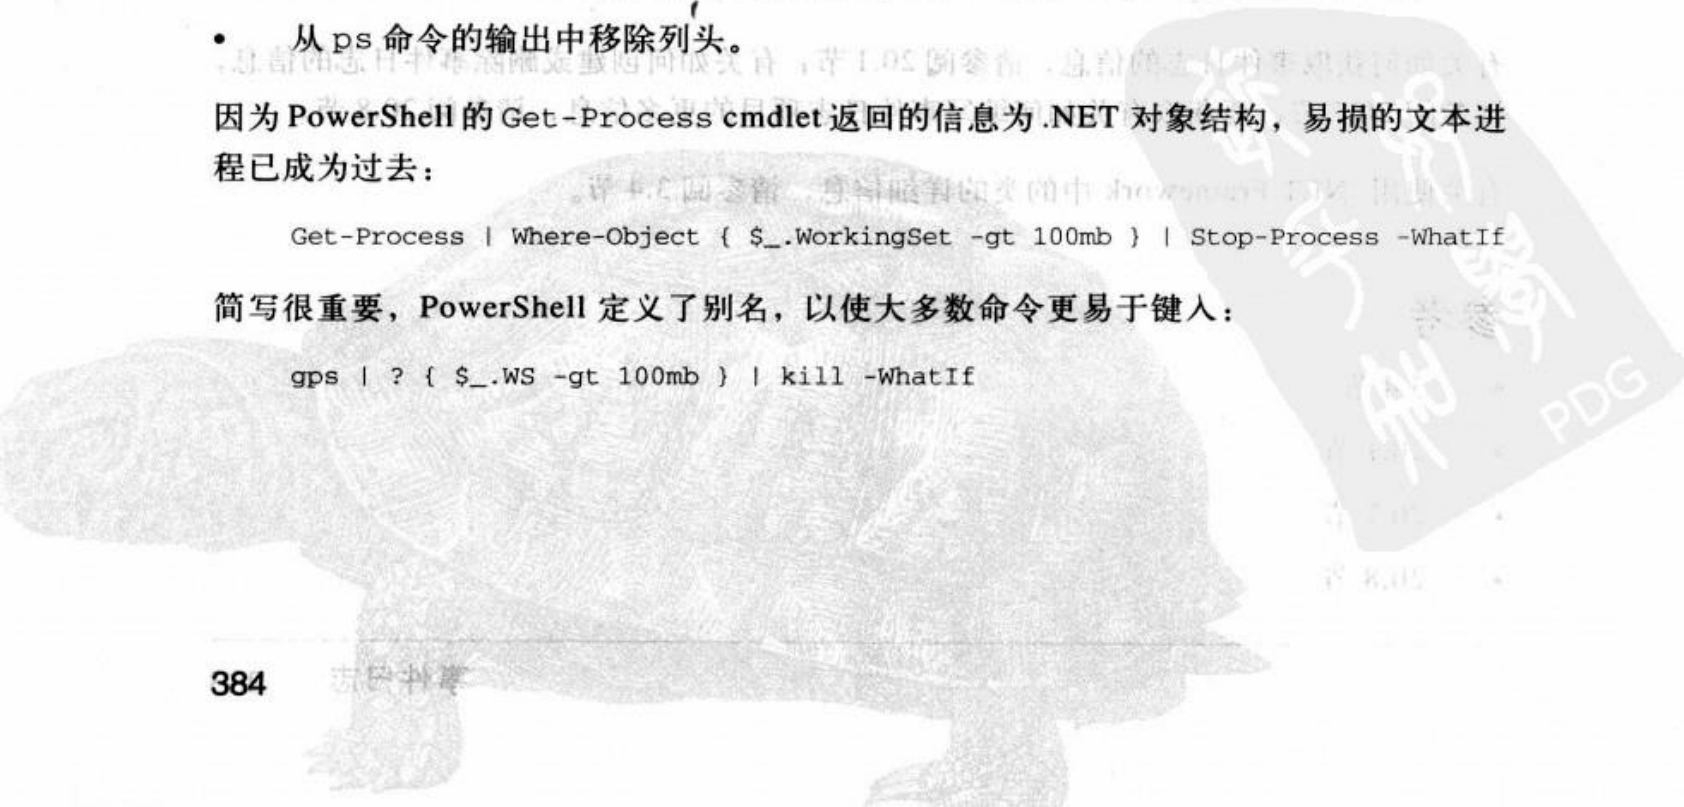 • 从 ps 命令的输出中移除列头。
因为 PowerShell 的 Get-Process cmdlet 返回的信息为 .NET 对象结构，易损的文本进
程已成为过去：
Get-Process | Where-Object { $_.WorkingSet -gt 100mb } | Stop-Process -WhatIf
简写很重要，PowerShell 定义了别名，以使大多数命令更易于键入：
gps | ? { $_.WS -gt 100mb } | kill -WhatIf
PDG
384